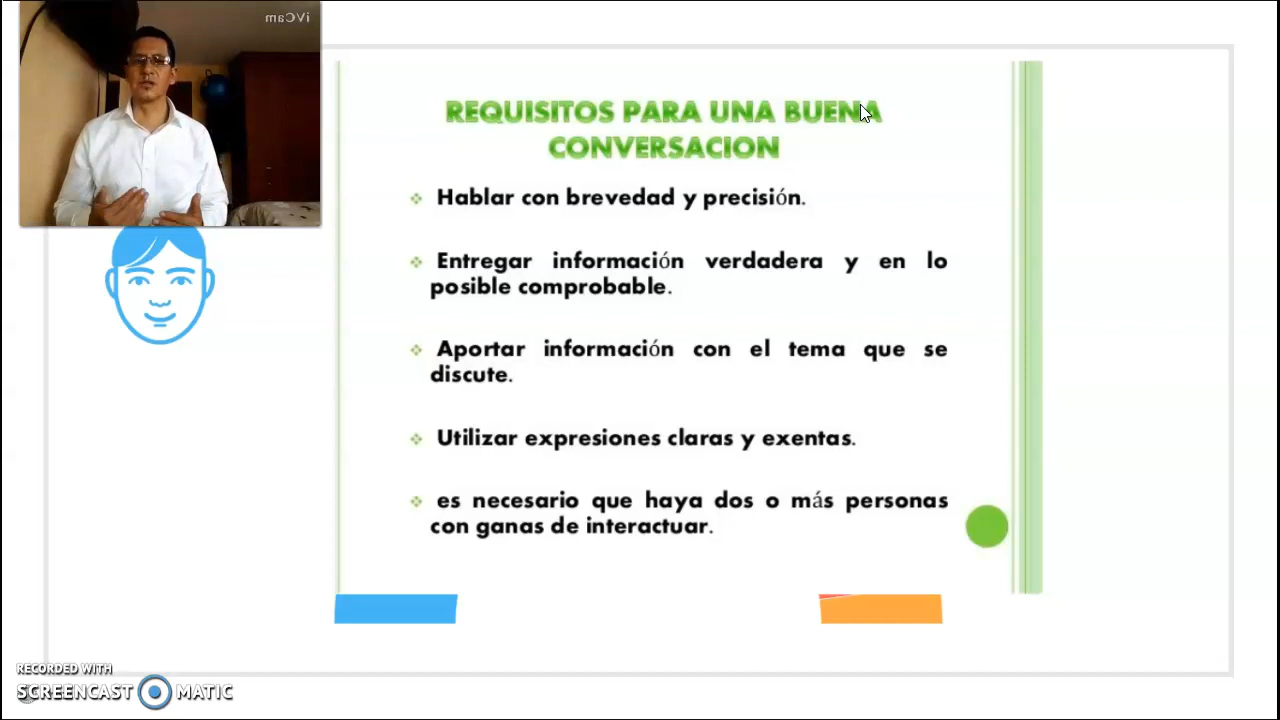 iVCam
REQUISITOS PARA UNA BUENA
CONVERSACION
Hablar con brevedad y precisión.
Entregar información verdadera y en lo
posible comprobable.
Aportar información con el tema que se
discute.
Utilizar expresiones claras y exentas.
es necesario que haya dos o más personas
con ganas de interactuar.
RECORDED WITH
SCREENCAST MATIC